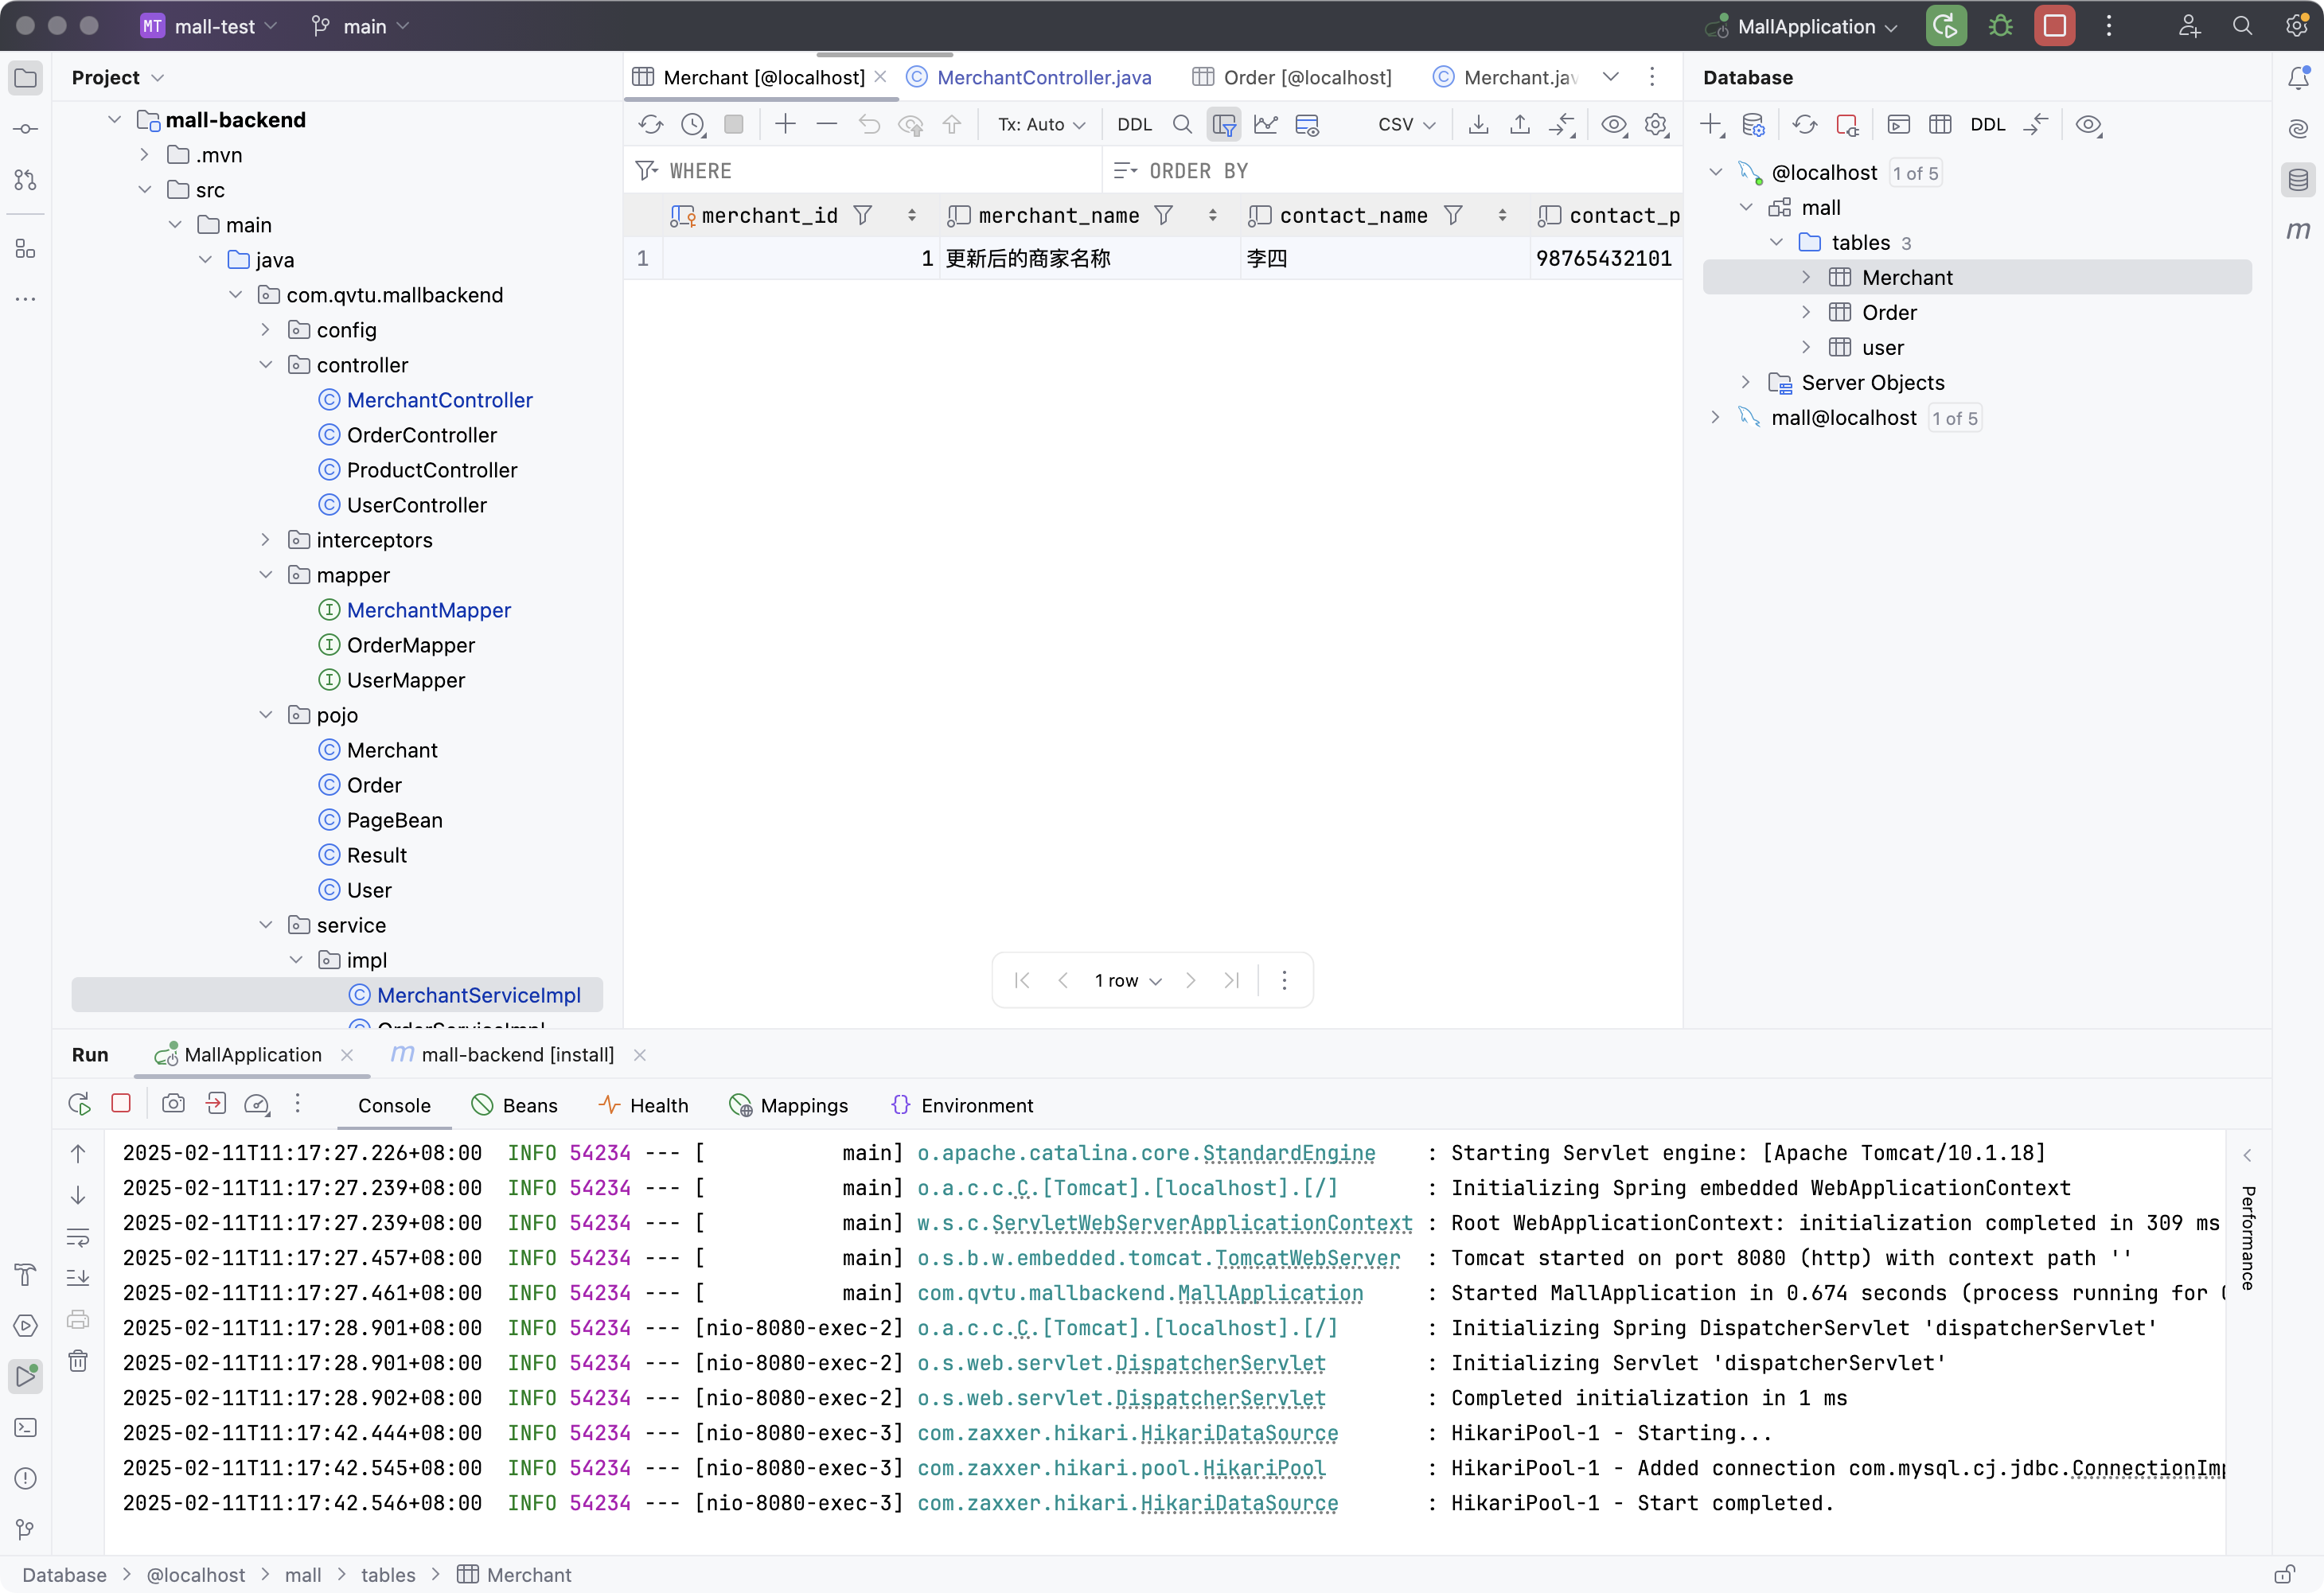 MT mall-test main MallApplication
Project
mall-backend
.mvn
src
main
java
com.qvtu.mallbackend
config
controller
MerchantController
OrderController
ProductController
UserController
interceptors
mapper
MerchantMapper
OrderMapper
UserMapper
pojo
Merchant
Order
PageBean
Result
User
service
impl
MerchantServiceImpl
OrderServiceImpl
Merchant [@localhost] MerchantController.java Order [@localhost] Merchant.jav
Tx: Auto DDL CSV
WHERE ORDER BY
merchant_id merchant_name contact_name contact_p
1 1 更新后的商家名称 李四 98765432101
1 row
Database
DDL
@localhost 1 of 5
mall
tables 3
Merchant
Order
user
Server Objects
mall@localhost 1 of 5
m
Run MallApplication m mall-backend [install]
Console Beans Health Mappings Environment
2025-02-11T11:17:27.226+08:00 INFO 54234 --- [           main] o.apache.catalina.core.StandardEngine : Starting Servlet engine: [Apache Tomcat/10.1.18]
2025-02-11T11:17:27.239+08:00 INFO 54234 --- [           main] o.a.c.c.C.[Tomcat].[localhost].[/] : Initializing Spring embedded WebApplicationContext
2025-02-11T11:17:27.239+08:00 INFO 54234 --- [           main] w.s.c.ServletWebServerApplicationContext : Root WebApplicationContext: initialization completed in 309 ms
2025-02-11T11:17:27.457+08:00 INFO 54234 --- [           main] o.s.b.w.embedded.tomcat.TomcatWebServer : Tomcat started on port 8080 (http) with context path ''
2025-02-11T11:17:27.461+08:00 INFO 54234 --- [           main] com.qvtu.mallbackend.MallApplication : Started MallApplication in 0.674 seconds (process running for
2025-02-11T11:17:28.901+08:00 INFO 54234 --- [nio-8080-exec-2] o.a.c.c.C.[Tomcat].[localhost].[/] : Initializing Spring DispatcherServlet 'dispatcherServlet'
2025-02-11T11:17:28.901+08:00 INFO 54234 --- [nio-8080-exec-2] o.s.web.servlet.DispatcherServlet : Initializing Servlet 'dispatcherServlet'
2025-02-11T11:17:28.902+08:00 INFO 54234 --- [nio-8080-exec-2] o.s.web.servlet.DispatcherServlet : Completed initialization in 1 ms
2025-02-11T11:17:42.444+08:00 INFO 54234 --- [nio-8080-exec-3] com.zaxxer.hikari.HikariDataSource : HikariPool-1 - Starting...
2025-02-11T11:17:42.545+08:00 INFO 54234 --- [nio-8080-exec-3] com.zaxxer.hikari.pool.HikariPool : HikariPool-1 - Added connection com.mysql.cj.jdbc.ConnectionImp
2025-02-11T11:17:42.546+08:00 INFO 54234 --- [nio-8080-exec-3] com.zaxxer.hikari.HikariDataSource : HikariPool-1 - Start completed.
Performance
Database > @localhost > mall > tables > Merchant